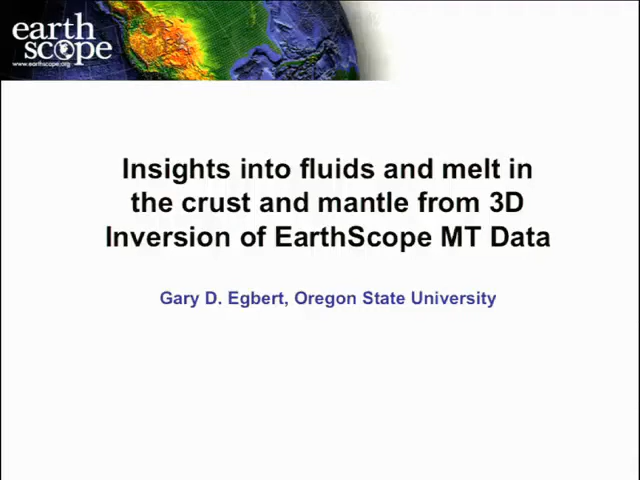 earth
scope
www.earthscope.org
Insights into fluids and melt in
the crust and mantle from 3D
Inversion of EarthScope MT Data
Gary D. Egbert, Oregon State University